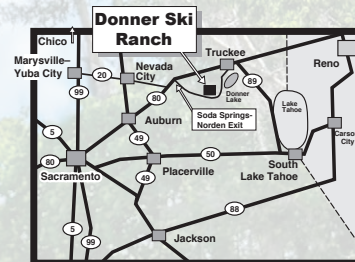 Donner Ski
Ranch
Chico
Truckee
Reno
Marysville–
Yuba City
20
Nevada
City
80
89
99
Donner
Lake
Soda Springs-
Norden Exit
Lake
Tahoe
Carson
City
5
Auburn
49
80
50
Sacramento
Placerville
South
Lake Tahoe
49
88
5
99
Jackson